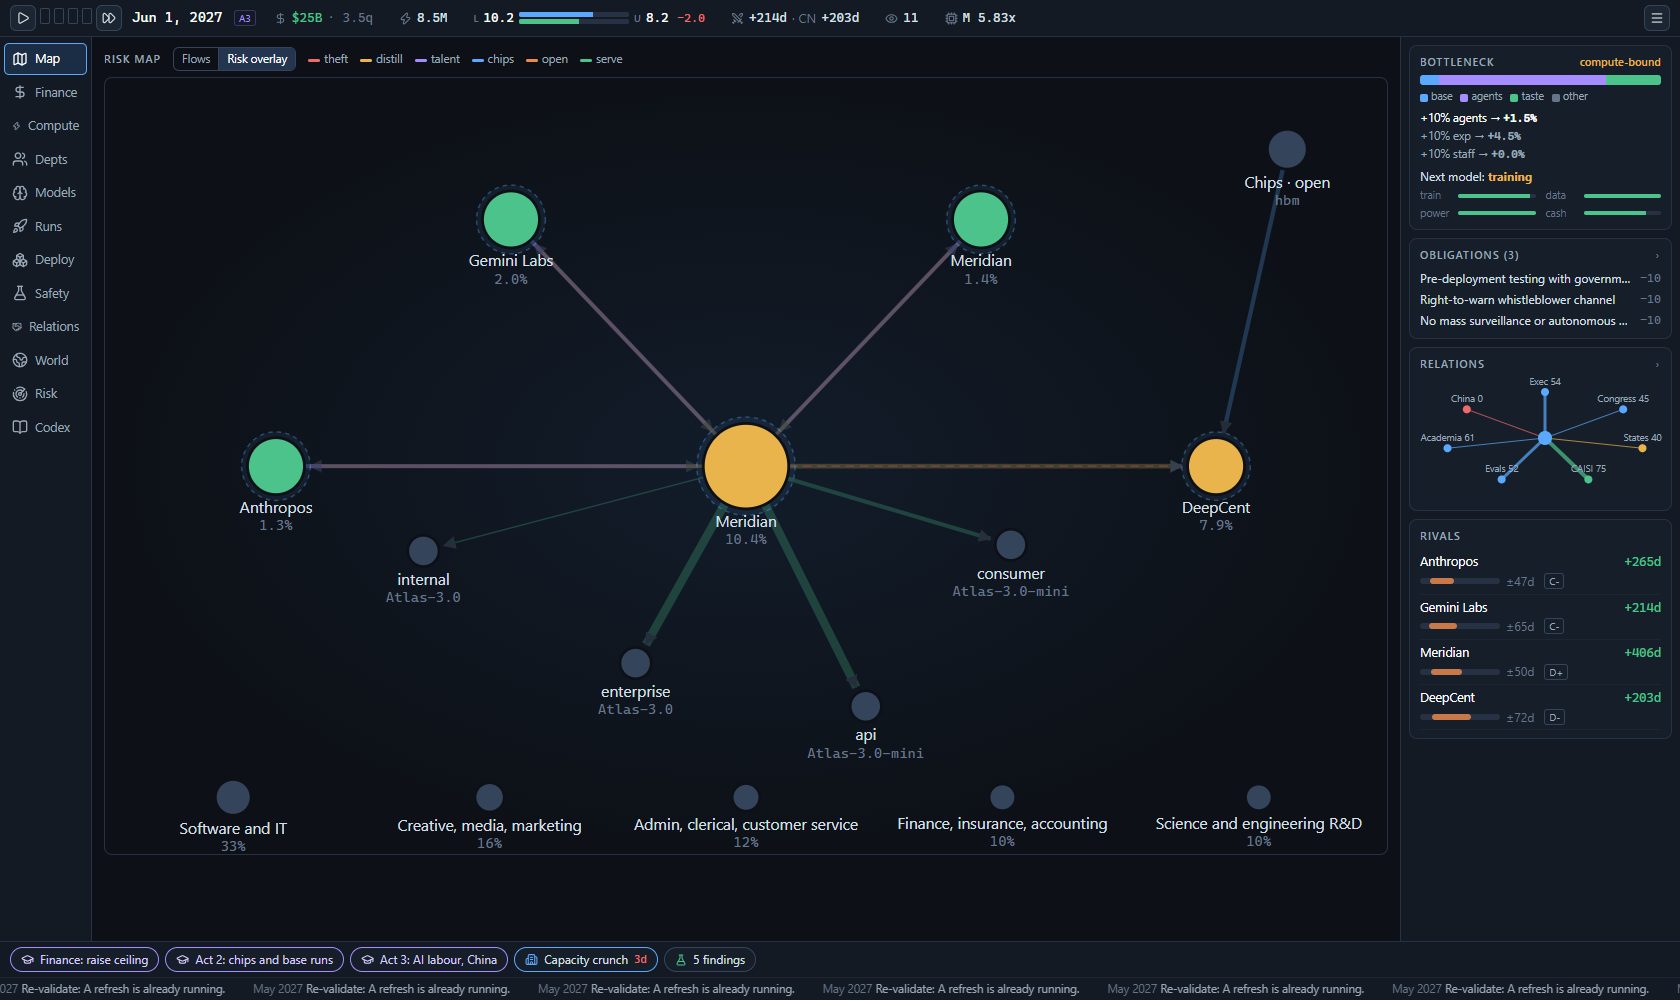 Jun 1, 2027 A3 $25B · 3.5q 8.5M L 10.2 U 8.2 −2.0 +214d · CN +203d 11 M 5.83x
Map
Finance
Compute
Depts
Models
Runs
Deploy
Safety
Relations
World
Risk
Codex
RISK MAP Flows Risk overlay theft distill talent chips open serve
Chips · open
hbm
Gemini Labs
2.0%
Meridian
1.4%
Anthropos
1.3%
Meridian
10.4%
DeepCent
7.9%
internal
Atlas-3.0
consumer
Atlas-3.0-mini
enterprise
Atlas-3.0
api
Atlas-3.0-mini
Software and IT
33%
Creative, media, marketing
16%
Admin, clerical, customer service
12%
Finance, insurance, accounting
10%
Science and engineering R&D
10%
BOTTLENECK compute-bound
base agents taste other
+10% agents → +1.5%
+10% exp → +4.5%
+10% staff → +0.0%
Next model: training
train data
power cash
OBLIGATIONS (3) ›
Pre-deployment testing with governm... −10
Right-to-warn whistleblower channel −10
No mass surveillance or autonomous ... −10
RELATIONS ›
Exec 54
China 0
Congress 45
Academia 61
States 40
Evals 52
CAISI 75
RIVALS
Anthropos +265d
±47d C-
Gemini Labs +214d
±65d C-
Meridian +406d
±50d D+
DeepCent +203d
±72d D-
Finance: raise ceiling Act 2: chips and base runs Act 3: AI labour, China Capacity crunch 3d 5 findings
027 Re-validate: A refresh is already running. May 2027 Re-validate: A refresh is already running. May 2027 Re-validate: A refresh is already running. May 2027 Re-validate: A refresh is already running. May 2027 Re-validate: A refresh is already running. May 2027 Re-validate: A refresh is already running.